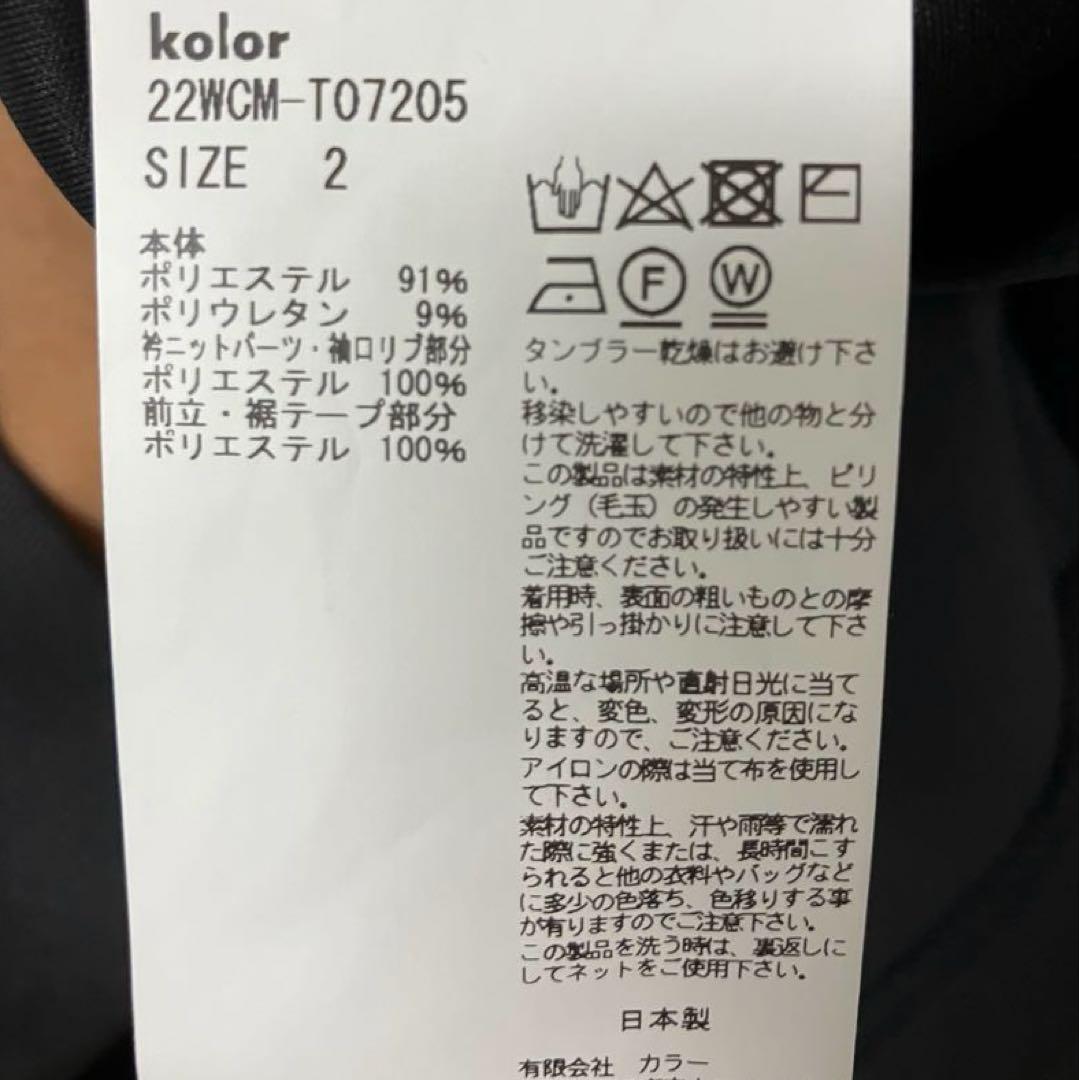 kolor
22WCM-T07205
SIZE 2
本体
ポリエステル 91%
ポリウレタン 9%
衿ニットパーツ・袖口リブ部分
ポリエステル 100%
前立・裾テープ部分
ポリエステル 100%
F W
タンブラー乾燥はお避け下さ
い。
移染しやすいので他の物と分
けて洗濯して下さい。
この製品は素材の特性上、ピリ
ング（毛玉）の発生しやすい製
品ですのでお取り扱いには十分
ご注意ください。
着用時、表面の粗いものとの摩
擦や引っ掛かりに注意して下さ
い。
高温な場所や直射日光に当て
ると、変色、変形の原因にな
りますので、ご注意ください。
アイロンの際は当て布を使用し
て下さい。
素材の特性上、汗や雨等で濡れ
た際に強くまたは、長時間こす
られると他の衣料やバッグなど
に多少の色落ち、色移りする事
が有りますのでご注意下さい。
この製品を洗う時は、裏返しに
してネットをご使用下さい。
日本製
有限会社 カラー